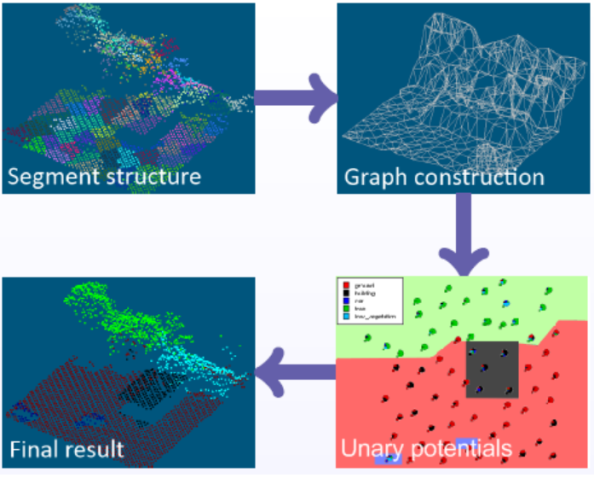 Segment structure
Graph construction
ground
building
car
tree
low_vegetation
Unary potentials
Final result